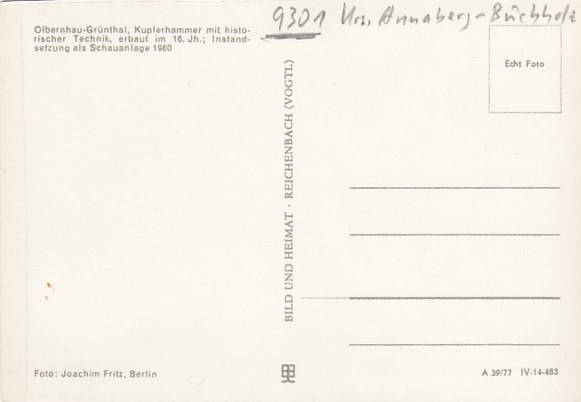 9301 Krs. Annaberg-Buchholz
Olbernhau-Grünthal, Kupferhammer mit histo-
rischer Technik, erbaut im 16. Jh.; Instand-
setzung als Schauanlage 1960
Echt Foto
BILD UND HEIMAT · REICHENBACH (VOGTL)
Foto: Joachim Fritz, Berlin
A 39/77 IV-14-483